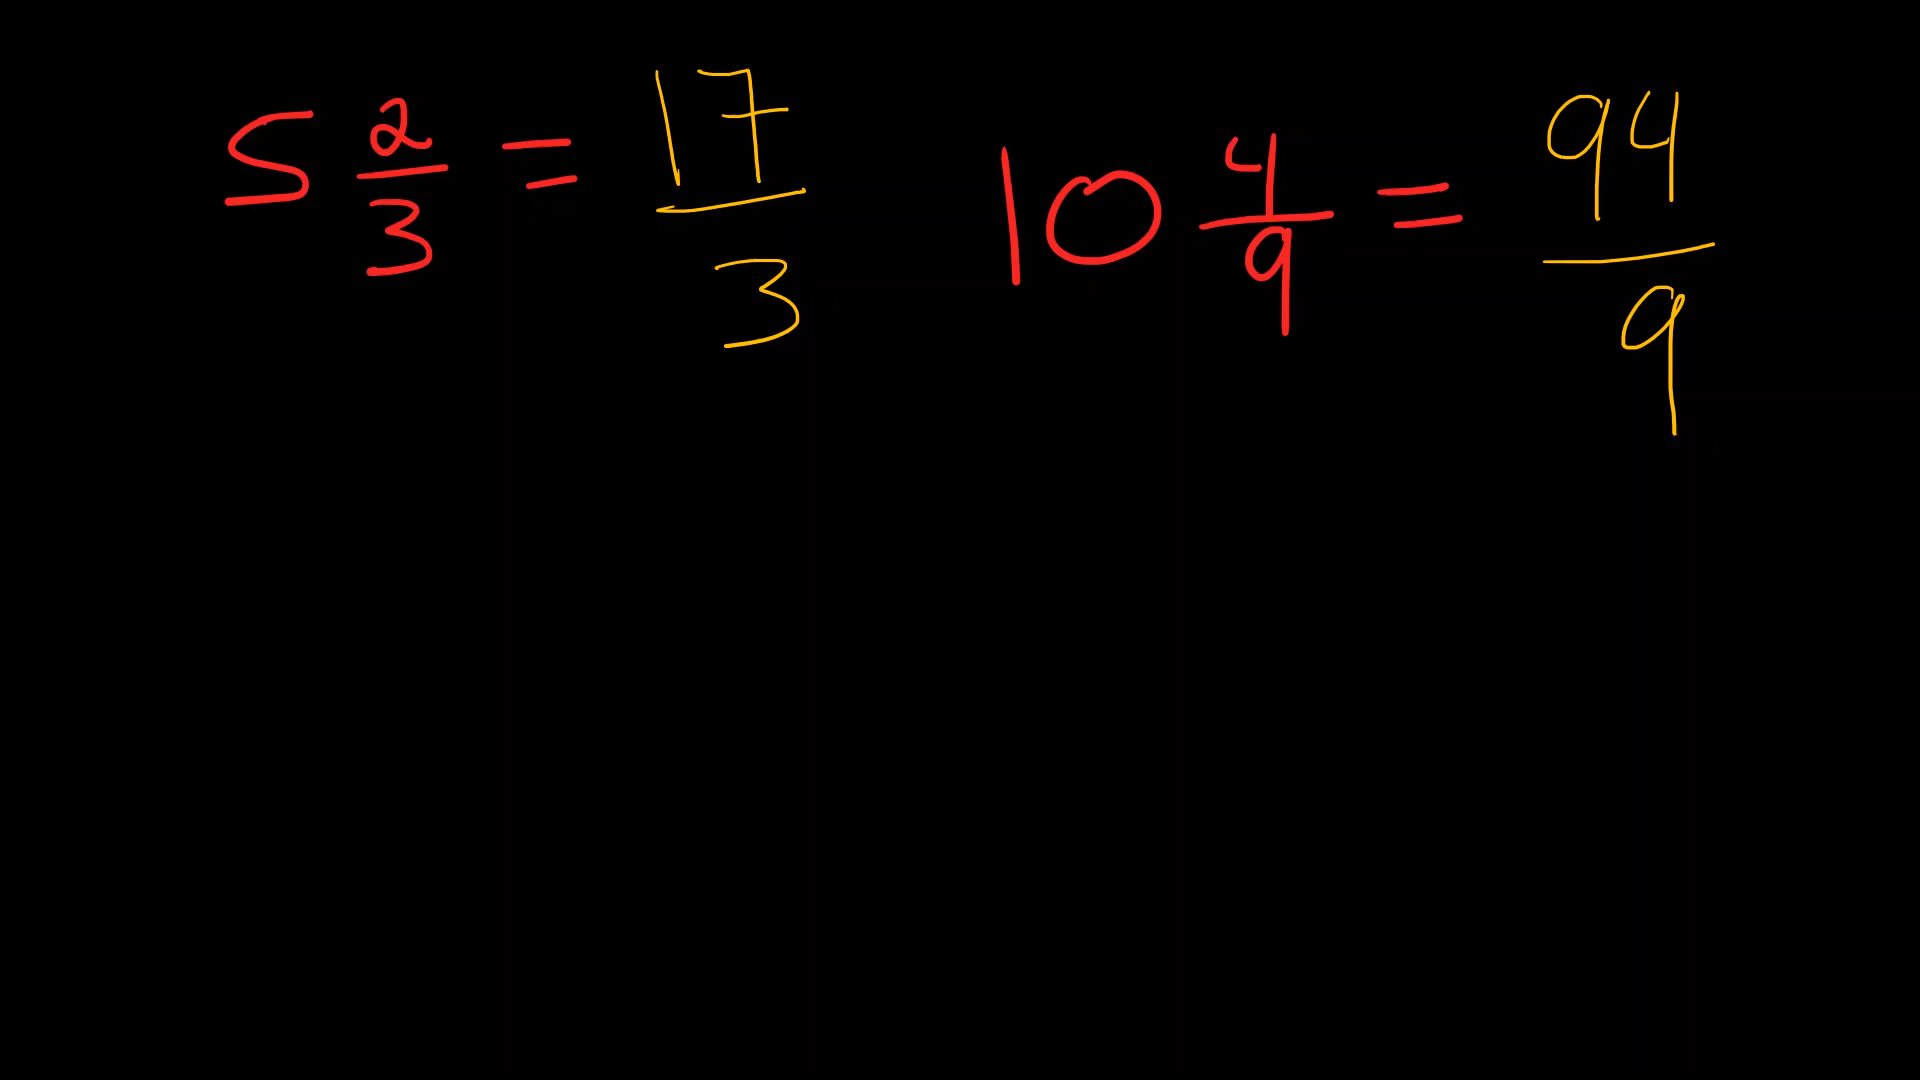 5 2/3 = 17/3
10 4/9 = 94/9